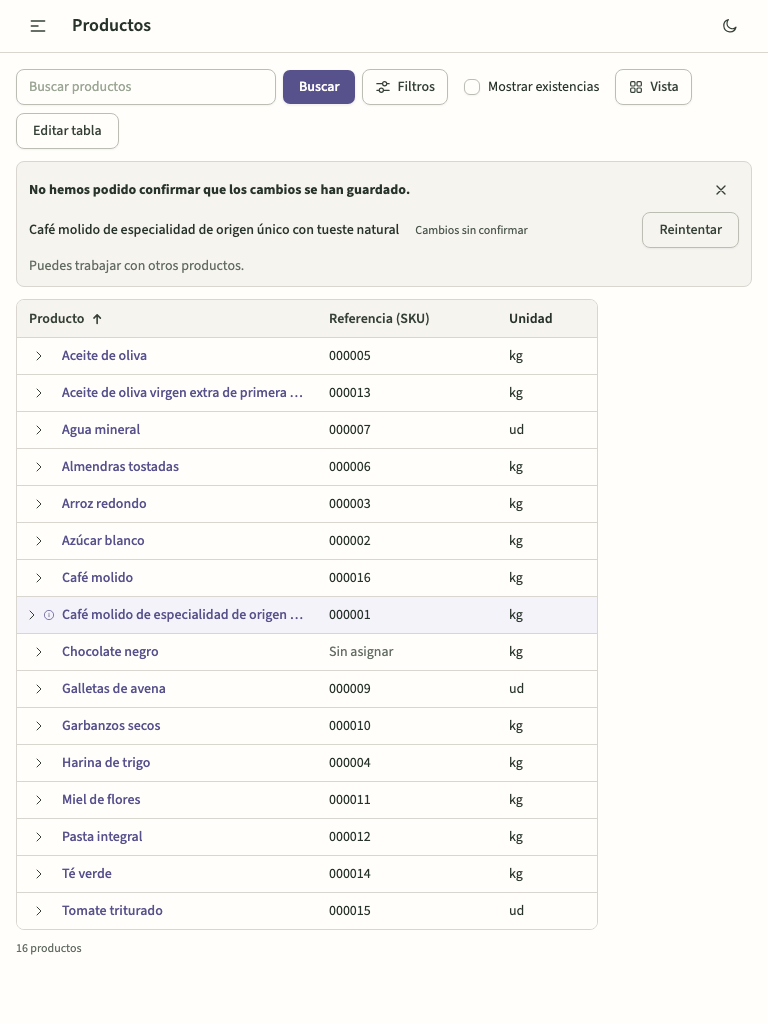 Productos
Buscar productos
Buscar
Filtros
Mostrar existencias
Vista
Editar tabla
No hemos podido confirmar que los cambios se han guardado.
Café molido de especialidad de origen único con tueste natural
Cambios sin confirmar
Reintentar
Puedes trabajar con otros productos.
Producto Referencia (SKU) Unidad
Aceite de oliva 000005 kg
Aceite de oliva virgen extra de primera … 000013 kg
Agua mineral 000007 ud
Almendras tostadas 000006 kg
Arroz redondo 000003 kg
Azúcar blanco 000002 kg
Café molido 000016 kg
Café molido de especialidad de origen … 000001 kg
Chocolate negro Sin asignar kg
Galletas de avena 000009 ud
Garbanzos secos 000010 kg
Harina de trigo 000004 kg
Miel de flores 000011 kg
Pasta integral 000012 kg
Té verde 000014 kg
Tomate triturado 000015 ud
16 productos